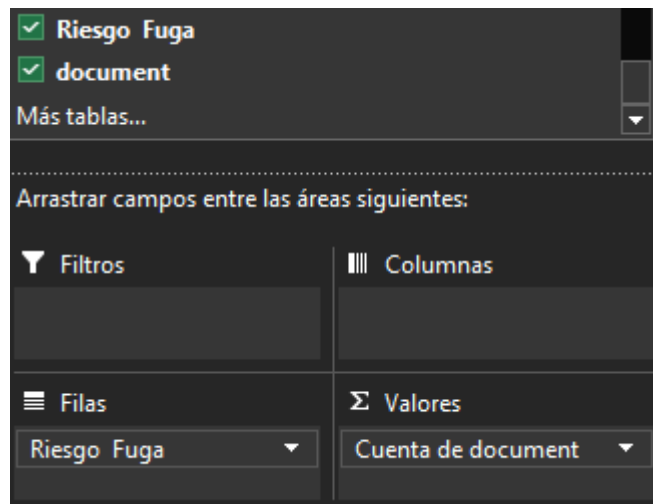 Riesgo Fuga
document
Más tablas...
Arrastrar campos entre las áreas siguientes:
Filtros
Columnas
Filas
Σ Valores
Riesgo Fuga
Cuenta de document